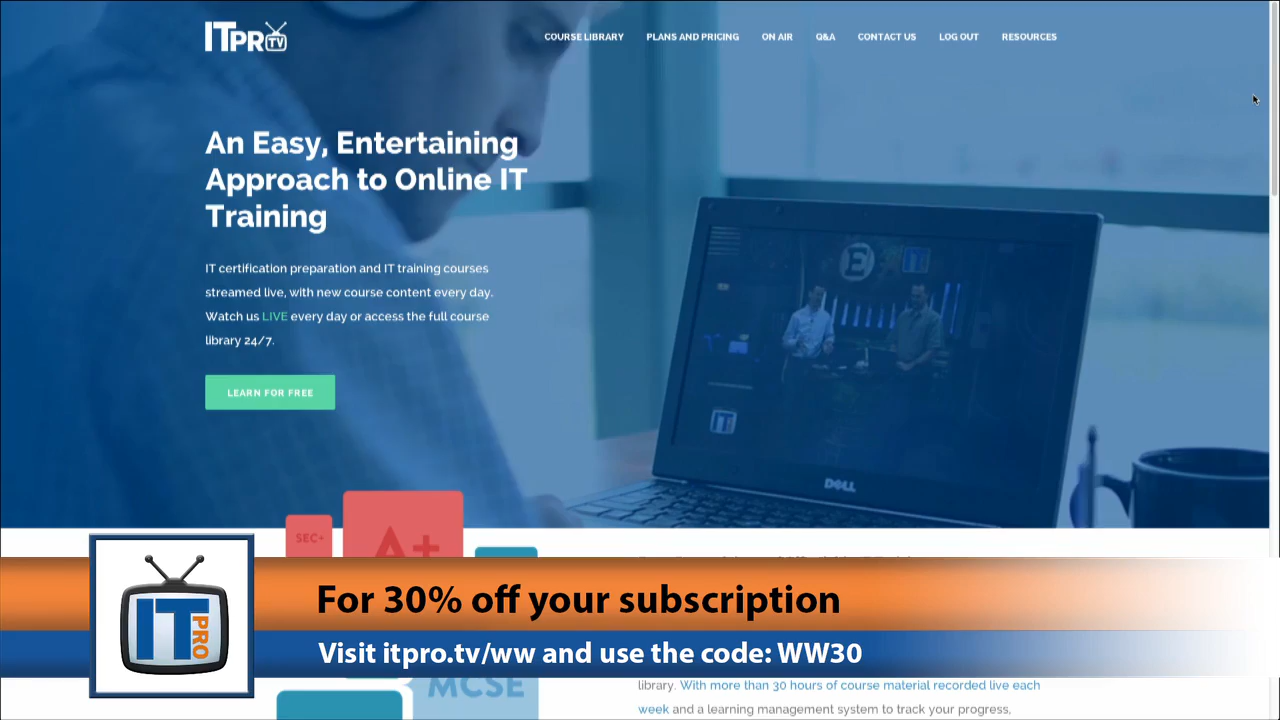 ITPRO TV
COURSE LIBRARY PLANS AND PRICING ON AIR Q&A CONTACT US LOG OUT RESOURCES
An Easy, Entertaining
Approach to Online IT
Training
IT certification preparation and IT training courses
streamed live, with new course content every day.
Watch us LIVE every day or access the full course
library 24/7.
LEARN FOR FREE
E
IT
DELL
SEC+
A+
IT PRO
For 30% off your subscription
Visit itpro.tv/ww and use the code: WW30
MCSE
library. With more than 30 hours of course material recorded live each
week and a learning management system to track your progress,